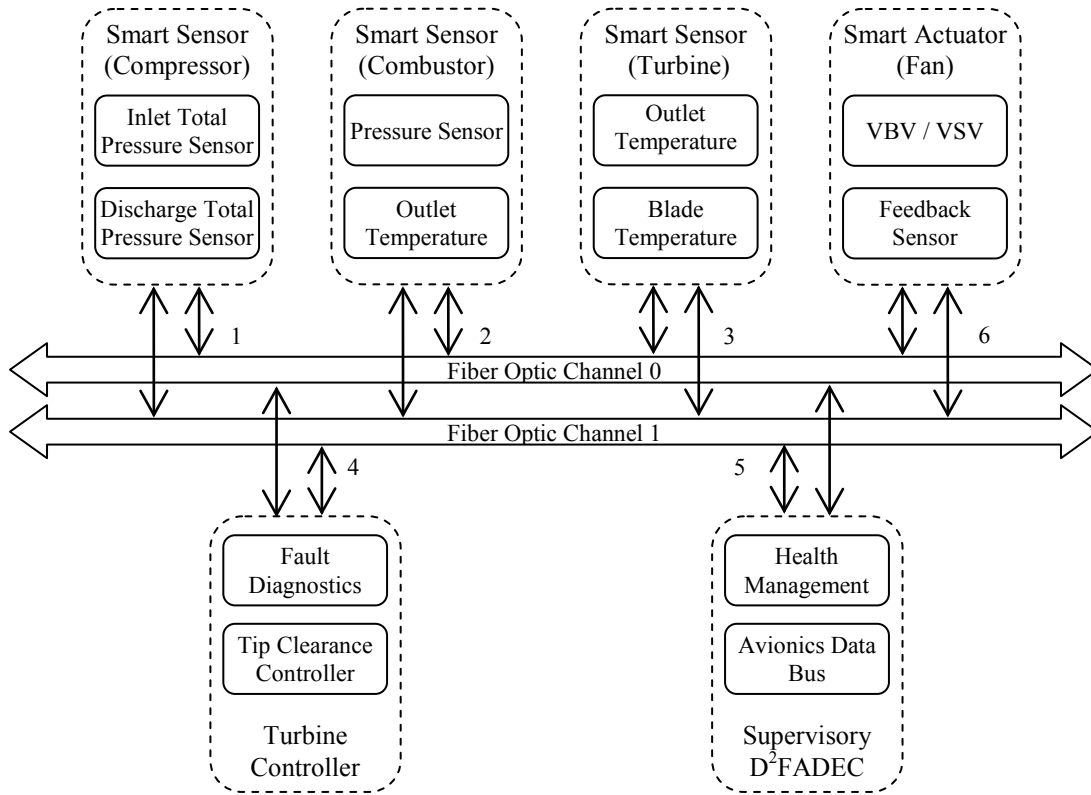 Smart Sensor
(Compressor)
Inlet Total
Pressure Sensor
Discharge Total
Pressure Sensor
Smart Sensor
(Combustor)
Pressure Sensor
Outlet
Temperature
Smart Sensor
(Turbine)
Outlet
Temperature
Blade
Temperature
Smart Actuator
(Fan)
VBV / VSV
Feedback
Sensor
1
2
3
6
Fiber Optic Channel 0
Fiber Optic Channel 1
4
5
Fault
Diagnostics
Tip Clearance
Controller
Turbine
Controller
Health
Management
Avionics Data
Bus
Supervisory
D²FADEC